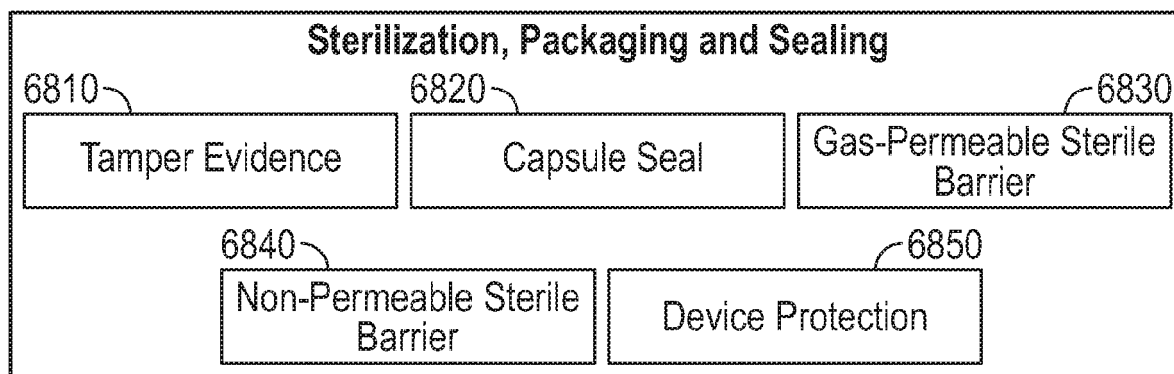 Sterilization, Packaging and Sealing
6810 6820 6830
Tamper Evidence Capsule Seal Gas-Permeable Sterile
Barrier
6840 6850
Non-Permeable Sterile Device Protection
Barrier